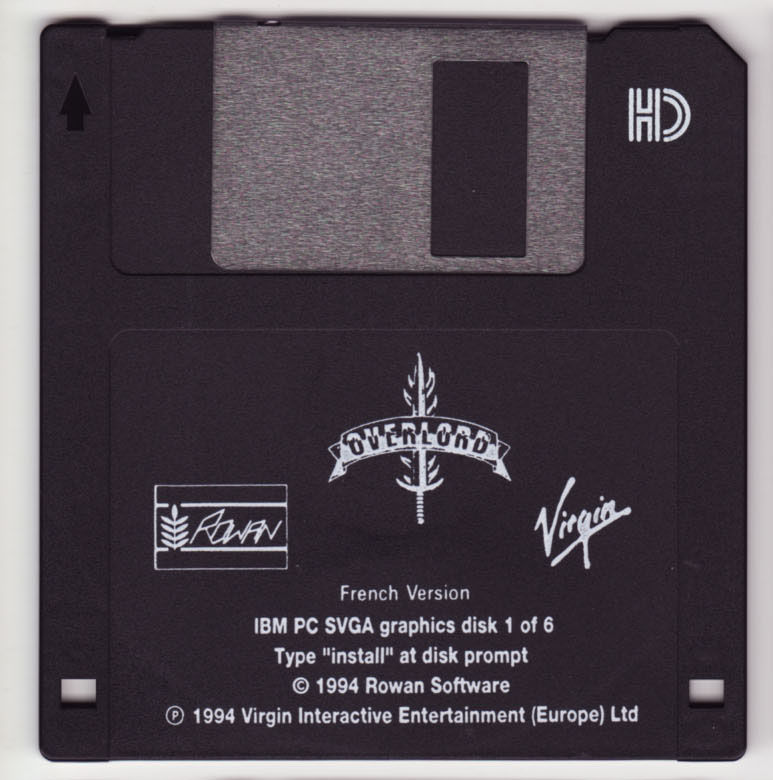 HD
OVERLORD
ROWAN
Virgin
French Version
IBM PC SVGA graphics disk 1 of 6
Type "install" at disk prompt
© 1994 Rowan Software
℗ 1994 Virgin Interactive Entertainment (Europe) Ltd